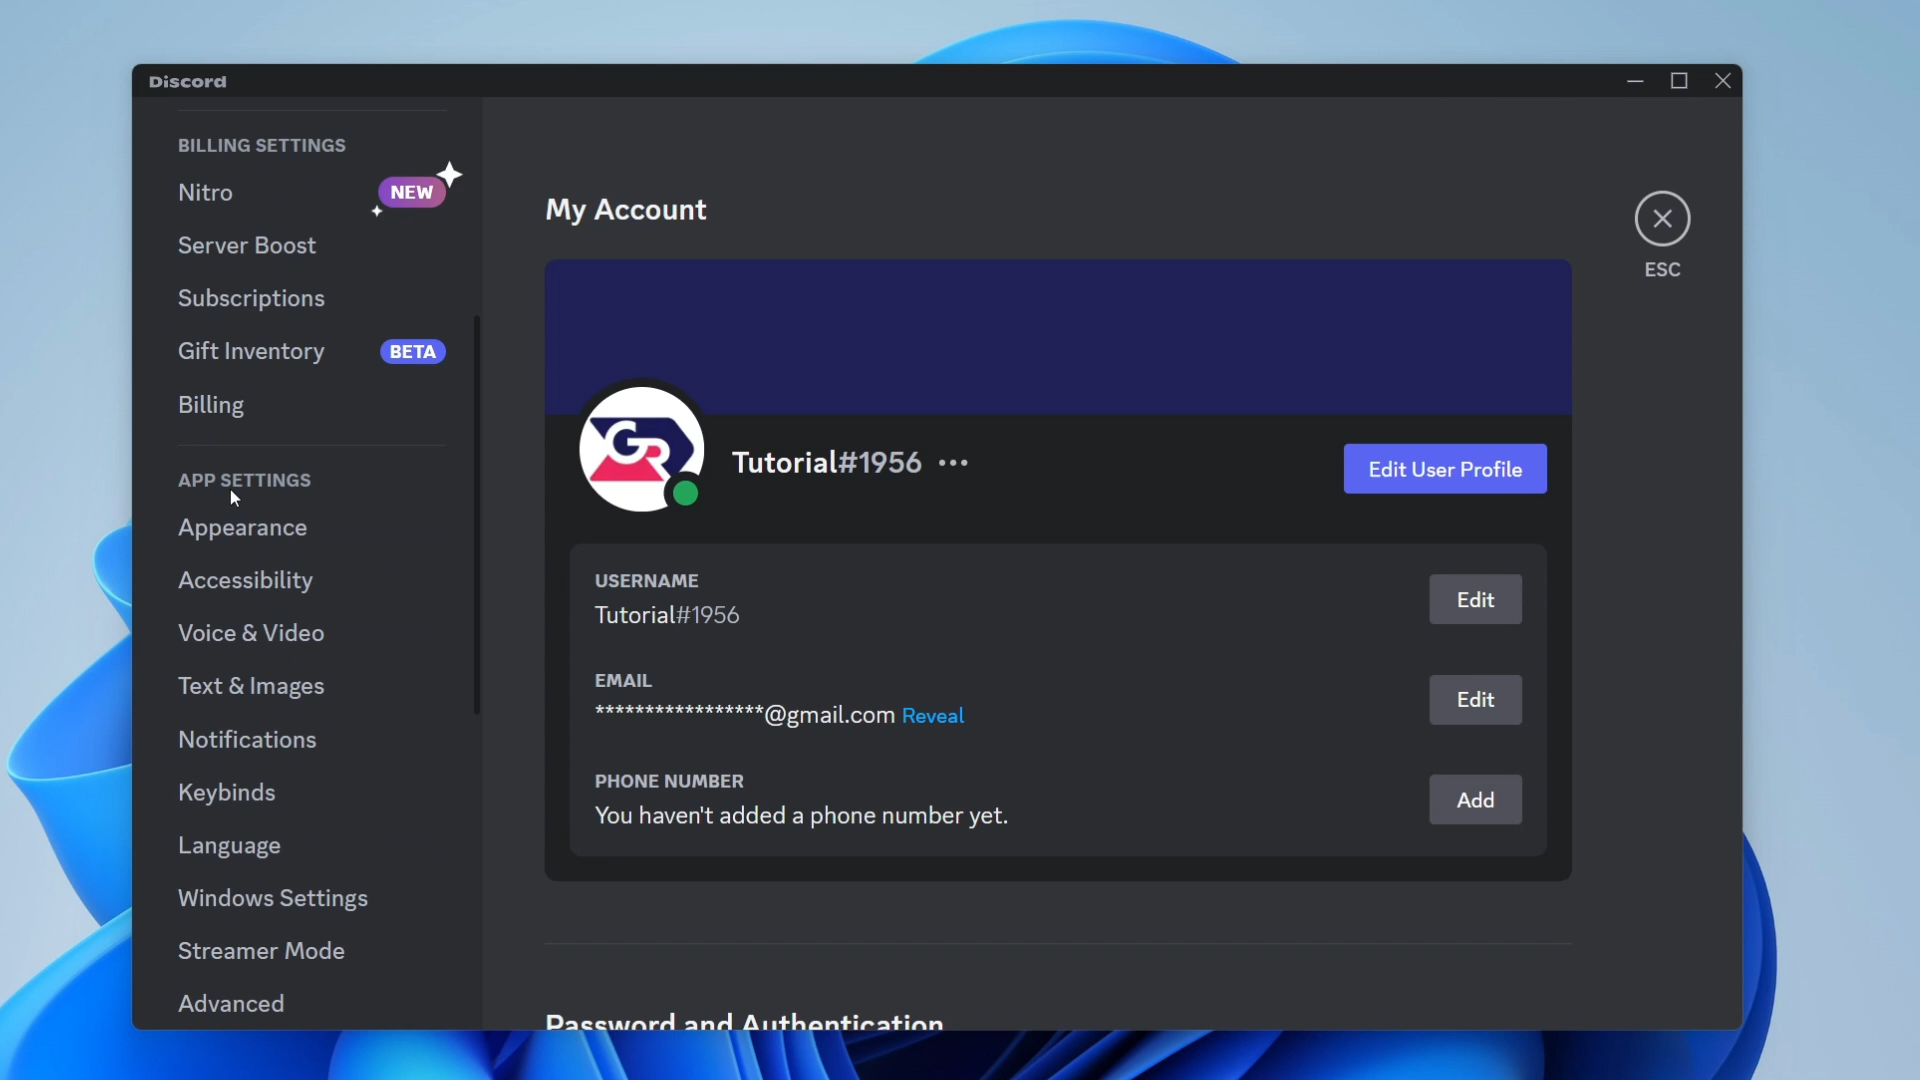 Discord
BILLING SETTINGS
Nitro
NEW
Server Boost
Subscriptions
Gift Inventory
BETA
Billing
APP SETTINGS
Appearance
Accessibility
Voice & Video
Text & Images
Notifications
Keybinds
Language
Windows Settings
Streamer Mode
Advanced
My Account
ESC
GR
Tutorial#1956
Edit User Profile
USERNAME
Tutorial#1956
Edit
EMAIL
*****************@gmail.com Reveal
Edit
PHONE NUMBER
You haven't added a phone number yet.
Add
Password and Authentication